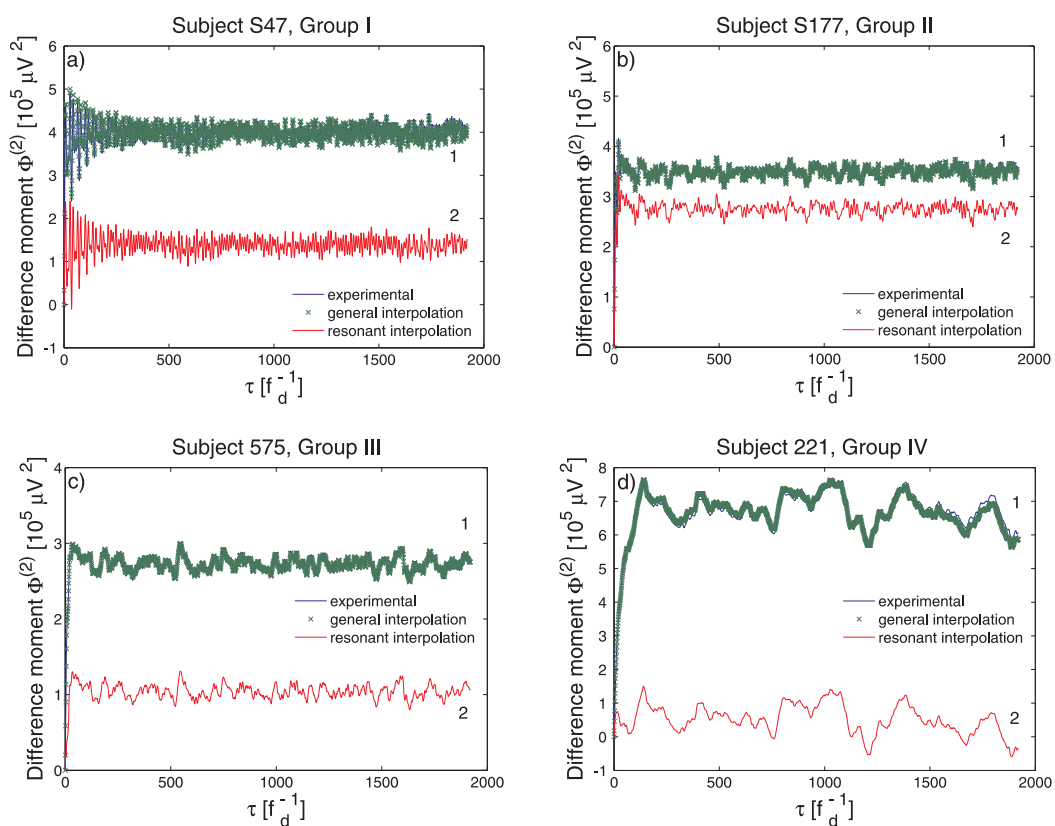 Subject S47, Group I
a)
Difference moment Φ(2) [10^5 μV^2]
6
5
4
3
2
1
0
-1
1
2
experimental
general interpolation
resonant interpolation
0 500 1000 1500 2000
τ [f_d^-1]
Subject S177, Group II
b)
Difference moment Φ(2) [10^5 μV^2]
6
5
4
3
2
1
0
1
2
experimental
general interpolation
resonant interpolation
0 500 1000 1500 2000
τ [f_d^-1]
Subject 575, Group III
c)
Difference moment Φ(2) [10^5 μV^2]
4
3
2
1
0
1
2
experimental
general interpolation
resonant interpolation
0 500 1000 1500 2000
τ [f_d^-1]
Subject 221, Group IV
d)
Difference moment Φ(2) [10^5 μV^2]
8
7
6
5
4
3
2
1
0
-1
1
2
experimental
general interpolation
resonant interpolation
0 500 1000 1500 2000
τ [f_d^-1]